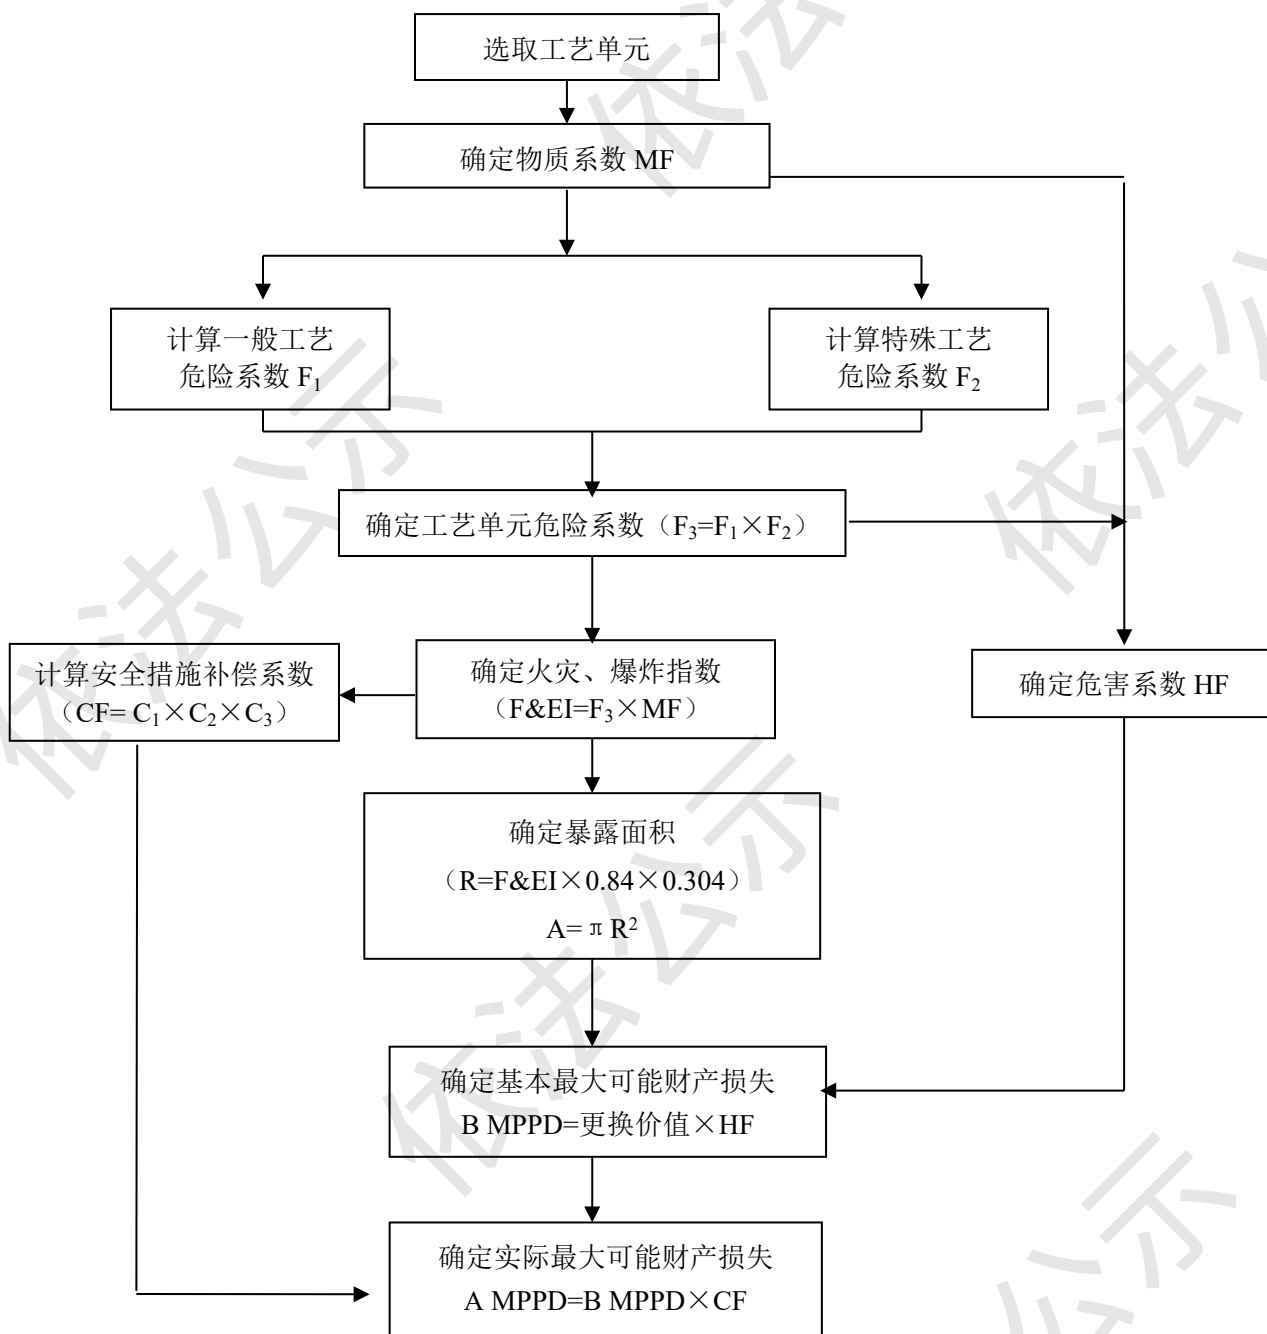 选取工艺单元
确定物质系数 MF
计算一般工艺
危险系数 F₁
计算特殊工艺
危险系数 F₂
确定工艺单元危险系数（F₃=F₁×F₂）
计算安全措施补偿系数
（CF= C₁×C₂×C₃）
确定火灾、爆炸指数
（F&EI=F₃×MF）
确定危害系数 HF
确定暴露面积
（R=F&EI×0.84×0.304）
A= π R²
确定基本最大可能财产损失
B MPPD=更换价值×HF
确定实际最大可能财产损失
A MPPD=B MPPD×CF
依法公示
依法公示
依法公示
依法公
公示